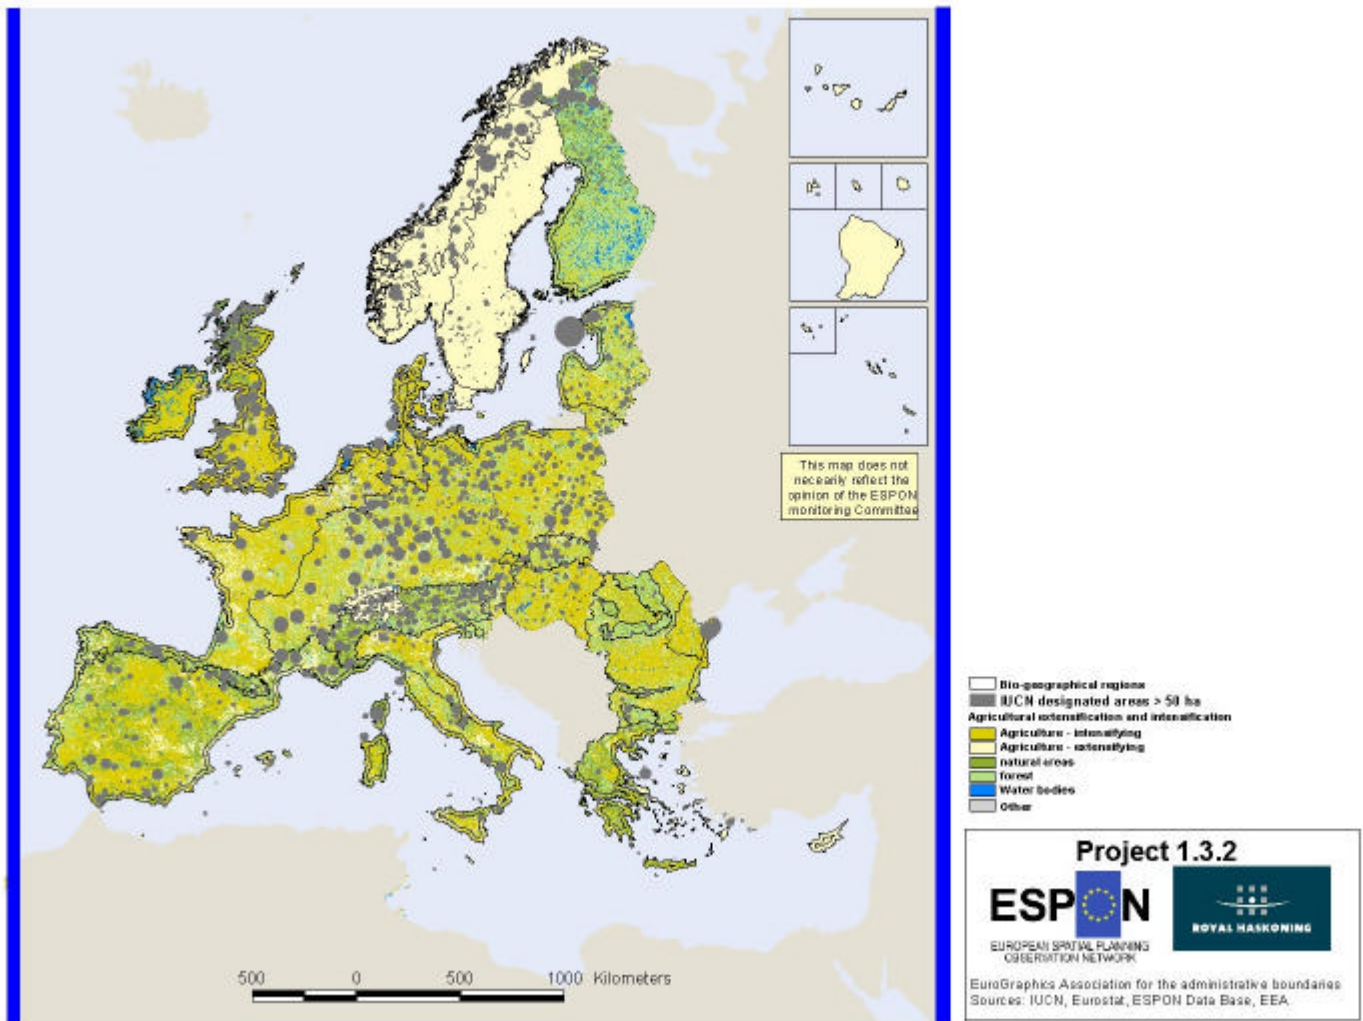 This map does not
necearily reflect the
opinion of the ESPON
monitoring Committee
Bio-geographical regions
IUCN designated areas > 50 ha
Agricultural extensification and intensification
Agriculture - intensifying
Agriculture - extensifying
natural areas
forest
Water bodies
Other
Project 1.3.2
ESPON
EUROPEAN SPATIAL PLANNING
OBSERVATION NETWORK
ROYAL HASKONING
EuroGraphics Association for the administrative boundaries
Sources: IUCN, Eurostat, ESPON Data Base, EEA
500 0 500 1000 Kilometers